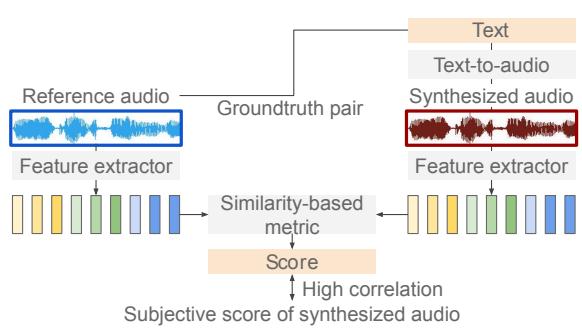 Text
Text-to-audio
Reference audio
Groundtruth pair
Synthesized audio
Feature extractor
Feature extractor
Similarity-based
metric
Score
High correlation
Subjective score of synthesized audio